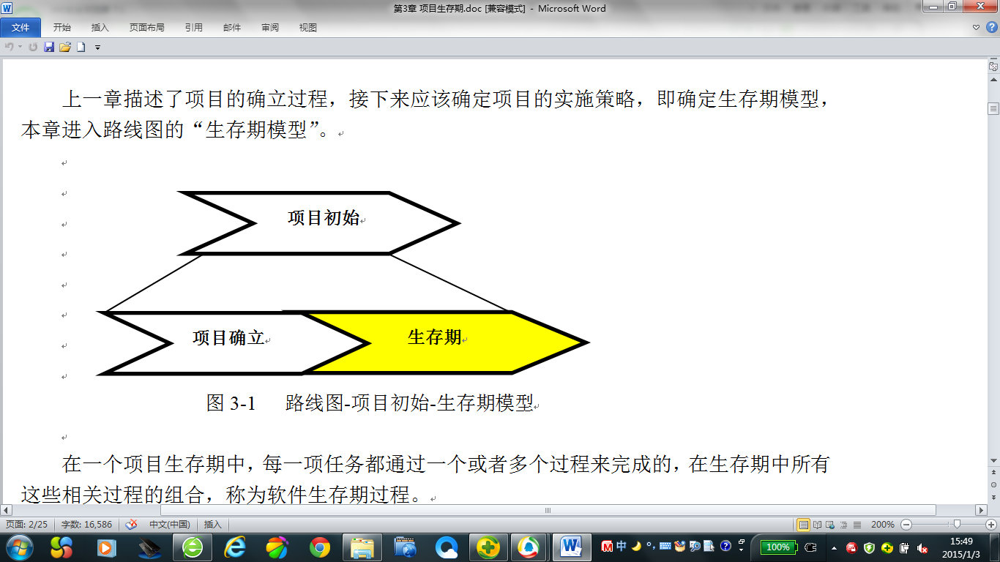 第3章 项目生存期.doc [兼容模式] - Microsoft Word
文件 开始 插入 页面布局 引用 邮件 审阅 视图
上一章描述了项目的确立过程，接下来应该确定项目的实施策略，即确定生存期模型，
本章进入路线图的“生存期模型”。
项目初始
项目确立 生存期
图 3-1 路线图-项目初始-生存期模型
在一个项目生存期中，每一项任务都通过一个或者多个过程来完成的，在生存期中所有
这些相关过程的组合，称为软件生存期过程。
页面: 2/25 字数: 16,586 中文(中国) 插入 200%
中 100% 15:49
2015/1/3